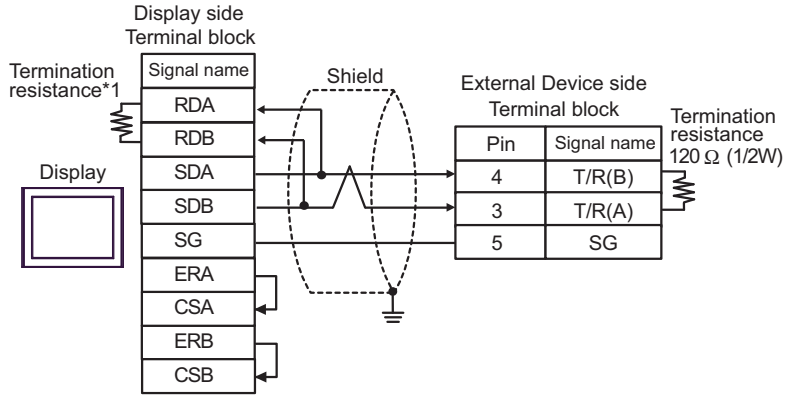 Display side
Terminal block
Termination
resistance*1
Signal name
RDA
RDB
SDA
SDB
SG
ERA
CSA
ERB
CSB
Display
Shield
External Device side
Terminal block
Pin Signal name
4 T/R(B)
3 T/R(A)
5 SG
Termination
resistance
120 Ω (1/2W)